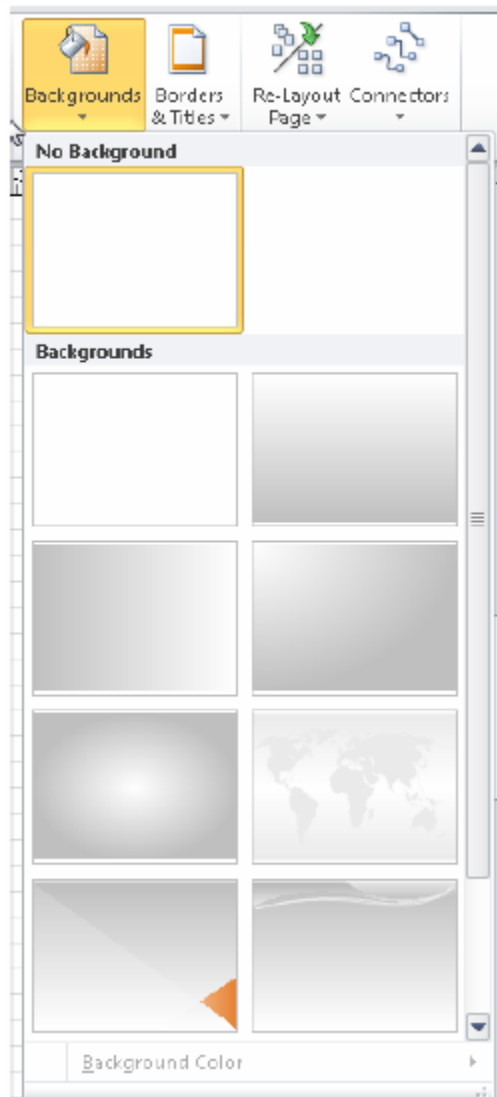 Backgrounds Borders & Titles Re-Layout Page Connectors
No Background
Backgrounds
Background Color